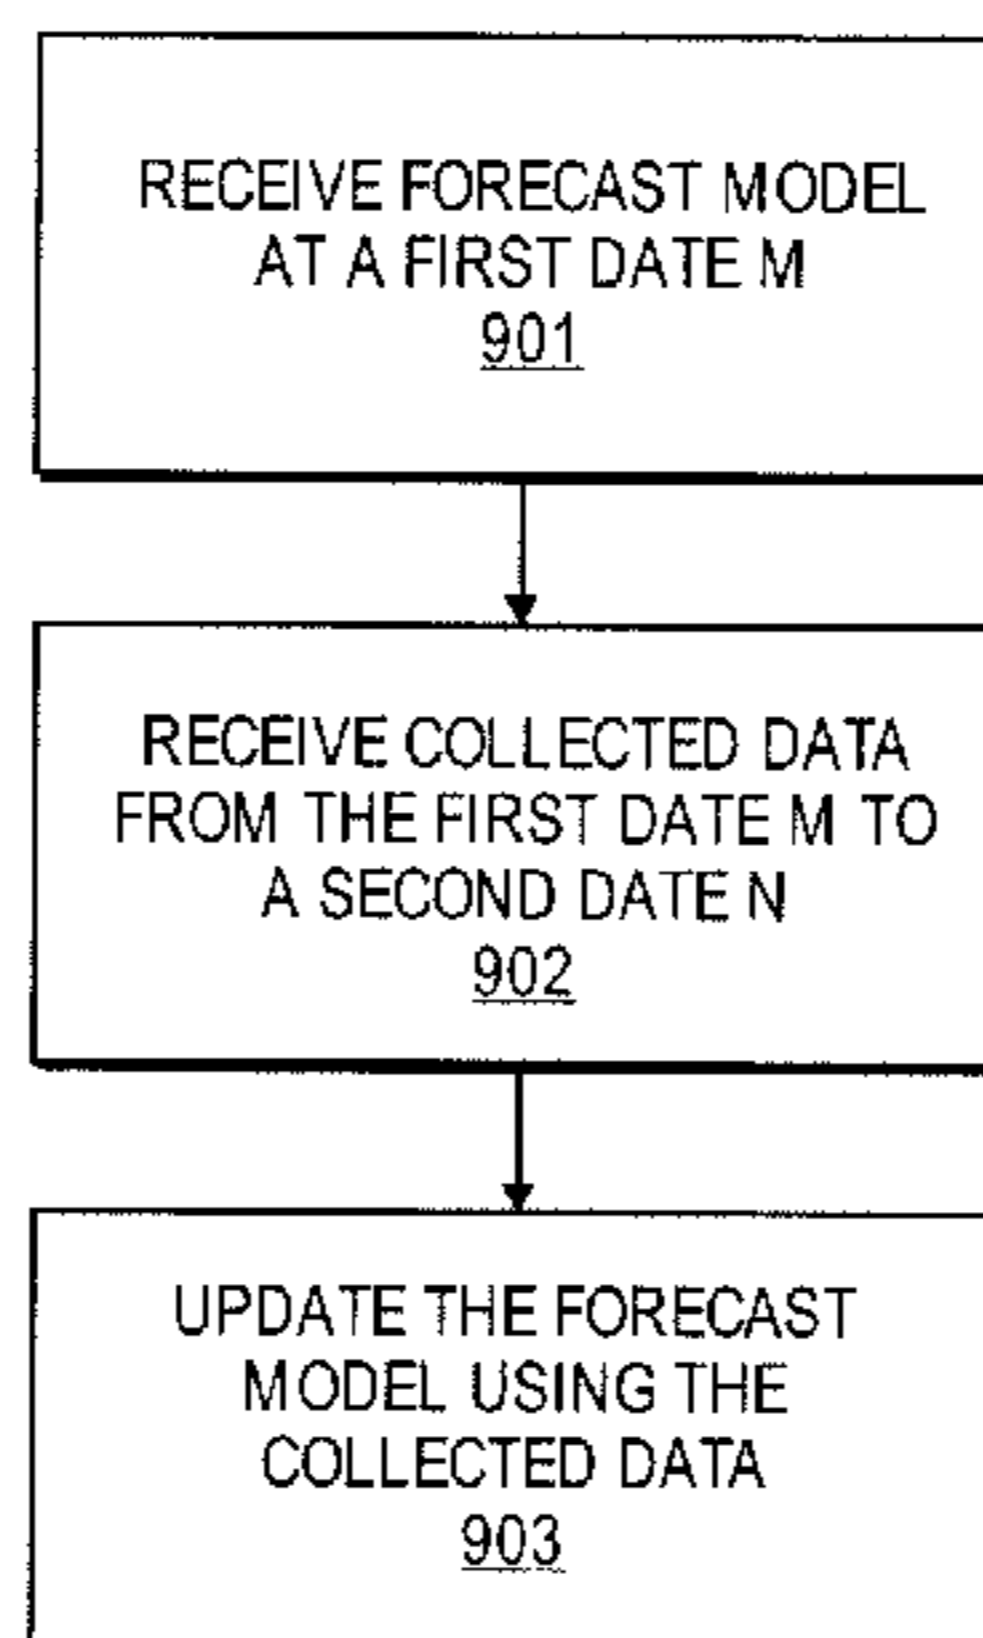 RECEIVE FORECAST MODEL
AT A FIRST DATE M
901
RECEIVE COLLECTED DATA
FROM THE FIRST DATE M TO
A SECOND DATE N
902
UPDATE THE FORECAST
MODEL USING THE
COLLECTED DATA
903